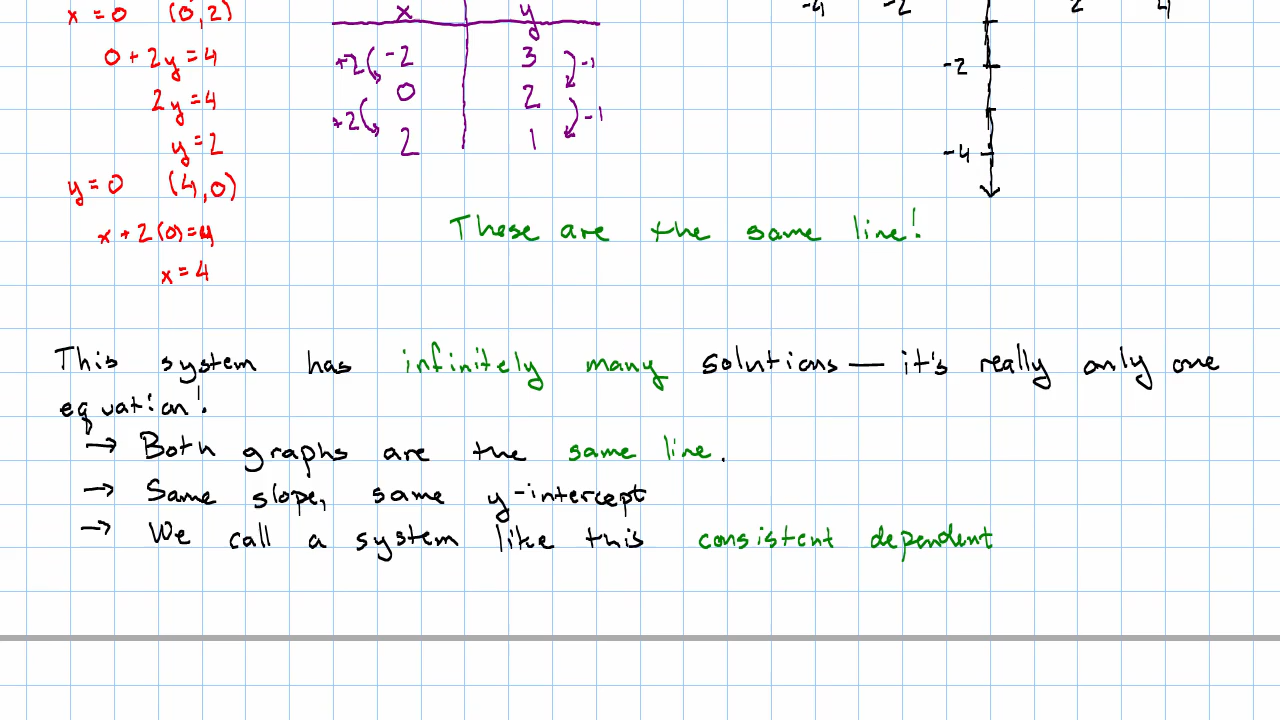 x = 0 (0,2)
0 + 2y = 4
2y = 4
y = 2
y = 0 (4,0)
x + 2(0) = 4
x = 4
x y
+2 -2 3 -1
0 2
+2 -1
2 1
-4 -2 2 4
-2
-4
These are the same line!
This system has infinitely many solutions — it's really only one
equation!
→ Both graphs are the same line.
→ Same slope, same y-intercept
→ We call a system like this consistent dependent